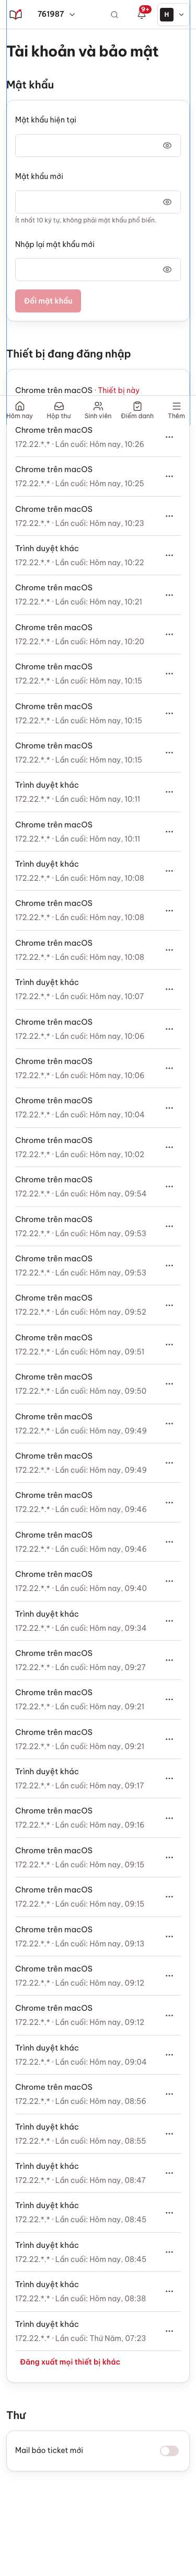 761987
9+
H
Tài khoản và bảo mật
Mật khẩu
Mật khẩu hiện tại
Mật khẩu mới
Ít nhất 10 ký tự, không phải mật khẩu phổ biến.
Nhập lại mật khẩu mới
Đổi mật khẩu
Thiết bị đang đăng nhập
Chrome trên macOS · Thiết bị này
Hôm nay
Hộp thư
Sinh viên
Điểm danh
Thêm
Chrome trên macOS
172.22.*.* · Lần cuối: Hôm nay, 10:26
Chrome trên macOS
172.22.*.* · Lần cuối: Hôm nay, 10:25
Chrome trên macOS
172.22.*.* · Lần cuối: Hôm nay, 10:23
Trình duyệt khác
172.22.*.* · Lần cuối: Hôm nay, 10:22
Chrome trên macOS
172.22.*.* · Lần cuối: Hôm nay, 10:21
Chrome trên macOS
172.22.*.* · Lần cuối: Hôm nay, 10:20
Chrome trên macOS
172.22.*.* · Lần cuối: Hôm nay, 10:15
Chrome trên macOS
172.22.*.* · Lần cuối: Hôm nay, 10:15
Chrome trên macOS
172.22.*.* · Lần cuối: Hôm nay, 10:15
Trình duyệt khác
172.22.*.* · Lần cuối: Hôm nay, 10:11
Chrome trên macOS
172.22.*.* · Lần cuối: Hôm nay, 10:11
Trình duyệt khác
172.22.*.* · Lần cuối: Hôm nay, 10:08
Chrome trên macOS
172.22.*.* · Lần cuối: Hôm nay, 10:08
Chrome trên macOS
172.22.*.* · Lần cuối: Hôm nay, 10:08
Trình duyệt khác
172.22.*.* · Lần cuối: Hôm nay, 10:07
Chrome trên macOS
172.22.*.* · Lần cuối: Hôm nay, 10:06
Chrome trên macOS
172.22.*.* · Lần cuối: Hôm nay, 10:06
Chrome trên macOS
172.22.*.* · Lần cuối: Hôm nay, 10:04
Chrome trên macOS
172.22.*.* · Lần cuối: Hôm nay, 10:02
Chrome trên macOS
172.22.*.* · Lần cuối: Hôm nay, 09:54
Chrome trên macOS
172.22.*.* · Lần cuối: Hôm nay, 09:53
Chrome trên macOS
172.22.*.* · Lần cuối: Hôm nay, 09:53
Chrome trên macOS
172.22.*.* · Lần cuối: Hôm nay, 09:52
Chrome trên macOS
172.22.*.* · Lần cuối: Hôm nay, 09:51
Chrome trên macOS
172.22.*.* · Lần cuối: Hôm nay, 09:50
Chrome trên macOS
172.22.*.* · Lần cuối: Hôm nay, 09:49
Chrome trên macOS
172.22.*.* · Lần cuối: Hôm nay, 09:49
Chrome trên macOS
172.22.*.* · Lần cuối: Hôm nay, 09:46
Chrome trên macOS
172.22.*.* · Lần cuối: Hôm nay, 09:46
Chrome trên macOS
172.22.*.* · Lần cuối: Hôm nay, 09:40
Trình duyệt khác
172.22.*.* · Lần cuối: Hôm nay, 09:34
Chrome trên macOS
172.22.*.* · Lần cuối: Hôm nay, 09:27
Chrome trên macOS
172.22.*.* · Lần cuối: Hôm nay, 09:21
Chrome trên macOS
172.22.*.* · Lần cuối: Hôm nay, 09:21
Trình duyệt khác
172.22.*.* · Lần cuối: Hôm nay, 09:17
Chrome trên macOS
172.22.*.* · Lần cuối: Hôm nay, 09:16
Chrome trên macOS
172.22.*.* · Lần cuối: Hôm nay, 09:15
Chrome trên macOS
172.22.*.* · Lần cuối: Hôm nay, 09:15
Chrome trên macOS
172.22.*.* · Lần cuối: Hôm nay, 09:13
Chrome trên macOS
172.22.*.* · Lần cuối: Hôm nay, 09:12
Chrome trên macOS
172.22.*.* · Lần cuối: Hôm nay, 09:12
Trình duyệt khác
172.22.*.* · Lần cuối: Hôm nay, 09:04
Chrome trên macOS
172.22.*.* · Lần cuối: Hôm nay, 08:56
Trình duyệt khác
172.22.*.* · Lần cuối: Hôm nay, 08:55
Trình duyệt khác
172.22.*.* · Lần cuối: Hôm nay, 08:47
Trình duyệt khác
172.22.*.* · Lần cuối: Hôm nay, 08:45
Trình duyệt khác
172.22.*.* · Lần cuối: Hôm nay, 08:45
Trình duyệt khác
172.22.*.* · Lần cuối: Hôm nay, 08:38
Trình duyệt khác
172.22.*.* · Lần cuối: Thứ Năm, 07:23
Đăng xuất mọi thiết bị khác
Thư
Mail báo ticket mới